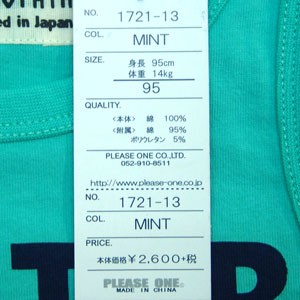 ed in Japan
NO. 1721-13
COL. MINT
SIZE. 身長 95cm
体重 14kg
95
QUALITY.
<本体> 綿 100%
<附属> 綿 95%
ポリウレタン 5%
PLEASE ONE CO.,LTD.
052-910-8511
http://www.please-one.co.jp
NO. 1721-13
COL. MINT
PRICE.
本体価格 ¥2,600+税
PLEASE ONE.
MADE IN CHINA